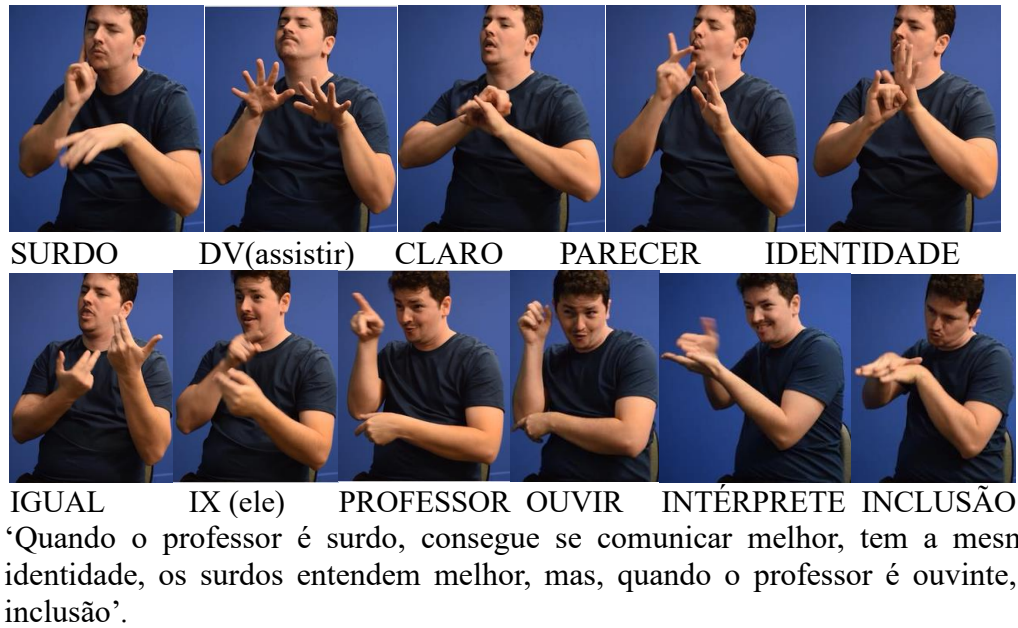 SURDO DV(assistir) CLARO PARECER IDENTIDADE
IGUAL IX (ele) PROFESSOR OUVIR INTÉRPRETE INCLUSÃO
‘Quando o professor é surdo, consegue se comunicar melhor, tem a mesm
identidade, os surdos entendem melhor, mas, quando o professor é ouvinte,
inclusão’.